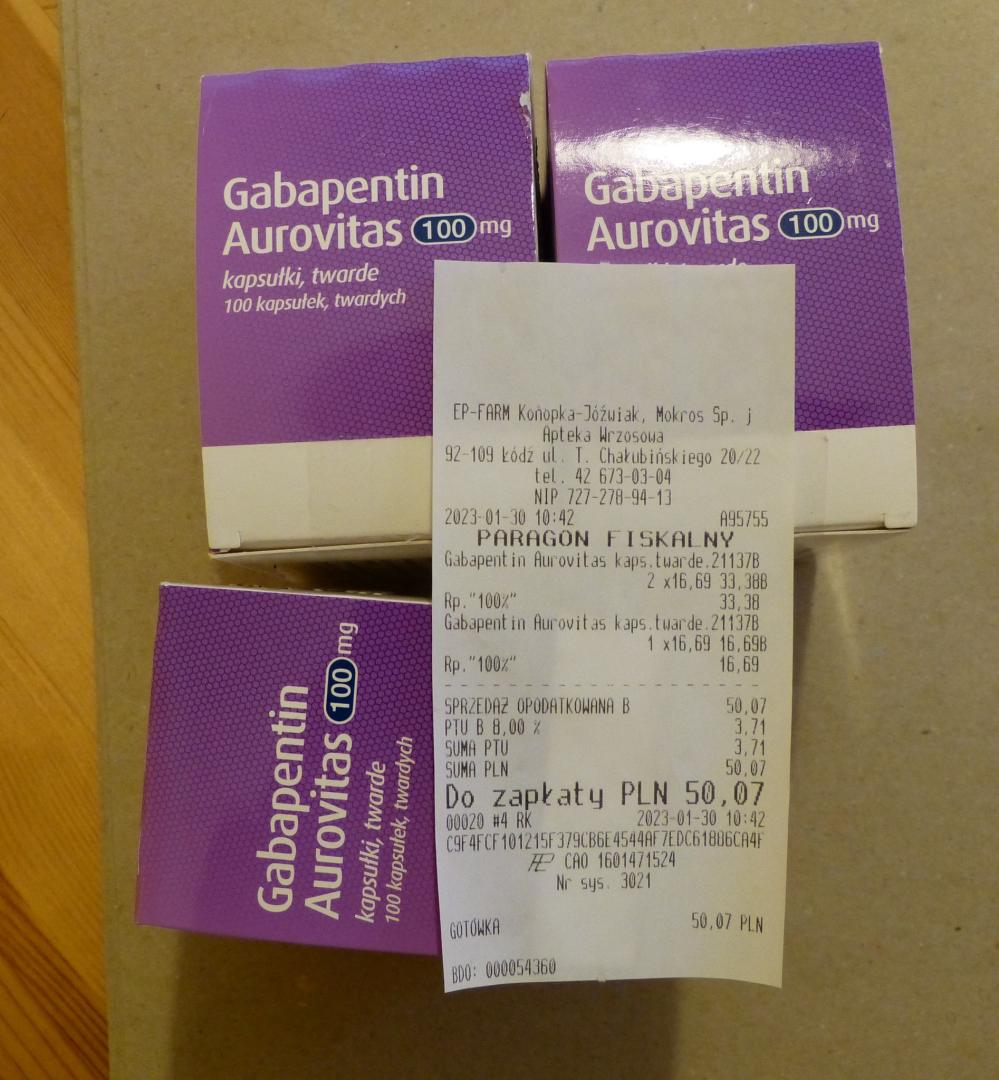 Gabapentin
Aurovitas 100 mg
kapsułki, twarde
100 kapsułek, twardych
Gabapentin
Aurovitas 100 mg
EP-FARM Konopka-Jóźwiak, Mokros Sp. j
Apteka Wrzosowa
92-109 Łódź ul. T. Chałubińskiego 20/22
tel. 42 673-03-04
NIP 727-278-94-13
2023-01-30 10:42 A95755
PARAGON FISKALNY
Gabapentin Aurovitas kaps.twarde.21137B
2 x16,69 33,38B
Rp."100%" 33,38
Gabapentin Aurovitas kaps.twarde.21137B
1 x16,69 16,69B
Rp."100%" 16,69
SPRZEDAŻ OPODATKOWANA B 50,07
PTU B 8,00 % 3,71
SUMA PTU 3,71
SUMA PLN 50,07
Do zapłaty PLN 50,07
00020 #4 RK 2023-01-30 10:42
C9F4FCF101215F379CB6E4544AF7EDC61886CA4F
CAO 1601471524
Nr sys. 3021
GOTÓWKA 50,07 PLN
BDO: 000054360
Gabapentin
Aurovitas 100 mg
kapsułki, twarde
100 kapsułek, twardych